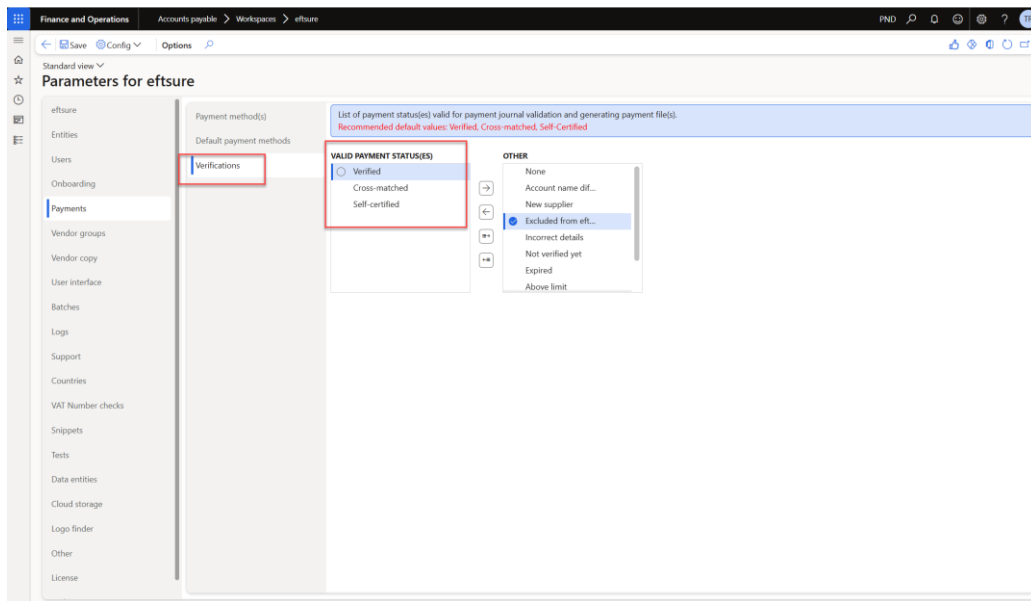 Finance and Operations
Accounts payable > Workspaces > eftsure
PND
?
Save
Config
Options
Standard view
Parameters for eftsure
eftsure
Entities
Users
Onboarding
Payments
Vendor groups
Vendor copy
User interface
Batches
Logs
Support
Countries
VAT Number checks
Snippets
Tests
Data entities
Cloud storage
Logo finder
Other
License
Payment method(s)
Default payment methods
Verifications
List of payment status(es) valid for payment journal validation and generating payment file(s).
Recommended default values: Verified, Cross-matched, Self-Certified
VALID PAYMENT STATUS(ES)
Verified
Cross-matched
Self-certified
OTHER
None
Account name dif...
New supplier
Excluded from eft...
Incorrect details
Not verified yet
Expired
Above limit